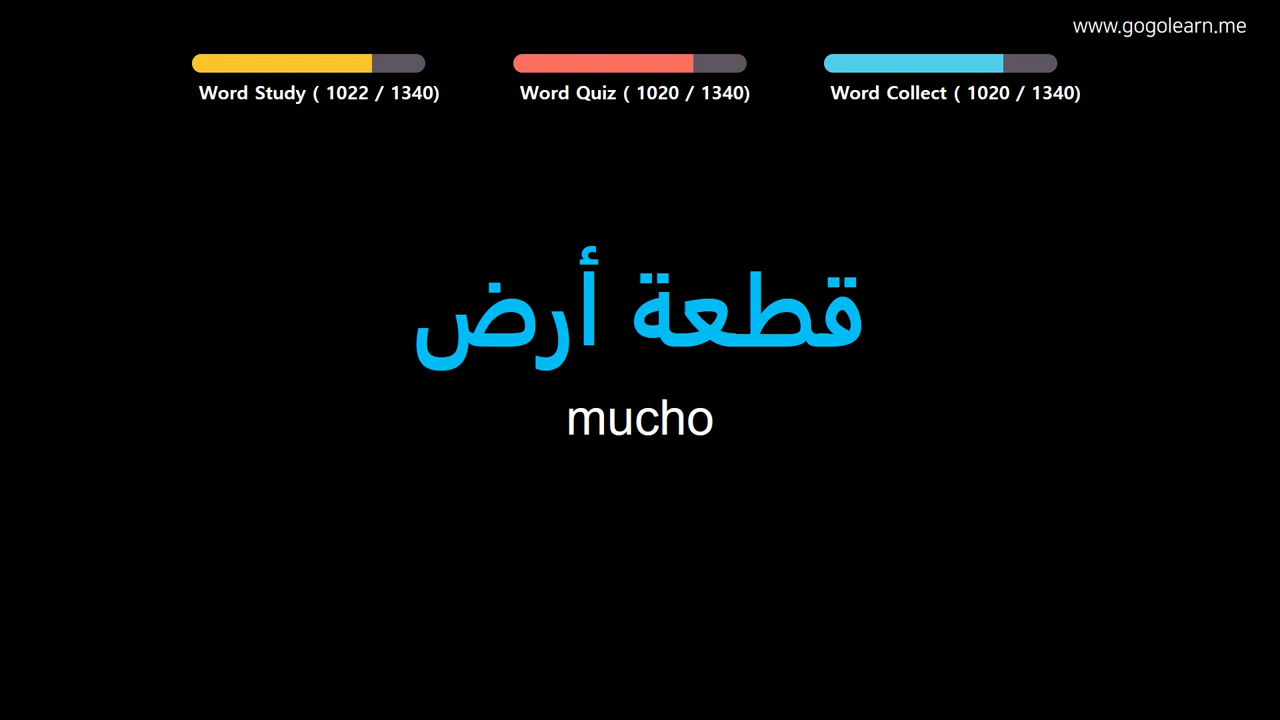 www.gogolearn.me
Word Study ( 1022 / 1340)
Word Quiz ( 1020 / 1340)
Word Collect ( 1020 / 1340)
قطعة أرض
mucho